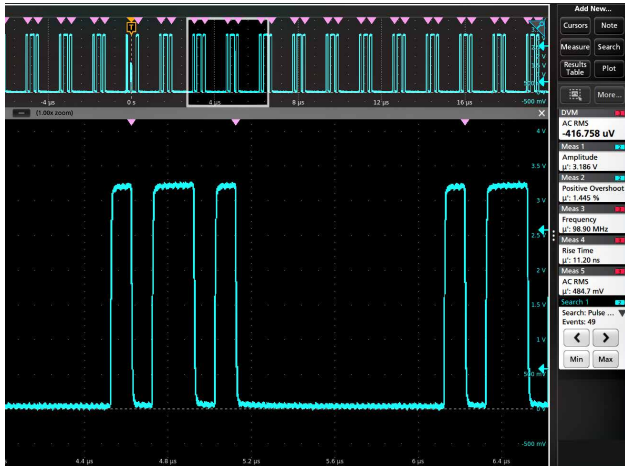 Add New...
Cursors
Note
Measure
Search
Results
Table
Plot
More...
T
-4 µs
0 s
4 µs
8 µs
12 µs
16 µs
-500 mV
(1.00x zoom)
DVM
AC RMS
-416.758 uV
4 V
3.5 V
3 V
2.5 V
2 V
1.5 V
1 V
500 mV
0 V
-500 mV
Meas 1
Amplitude
µ': 3.186 V
Meas 2
Positive Overshoot
µ': 1.445 %
Meas 3
Frequency
µ': 98.90 MHz
Meas 4
Rise Time
µ': 11.20 ns
Meas 5
AC RMS
µ': 484.7 mV
Search 1
Search: Pulse ...
Events: 49
Min
Max
4.4 µs
4.8 µs
5.2 µs
5.6 µs
6 µs
6.4 µs